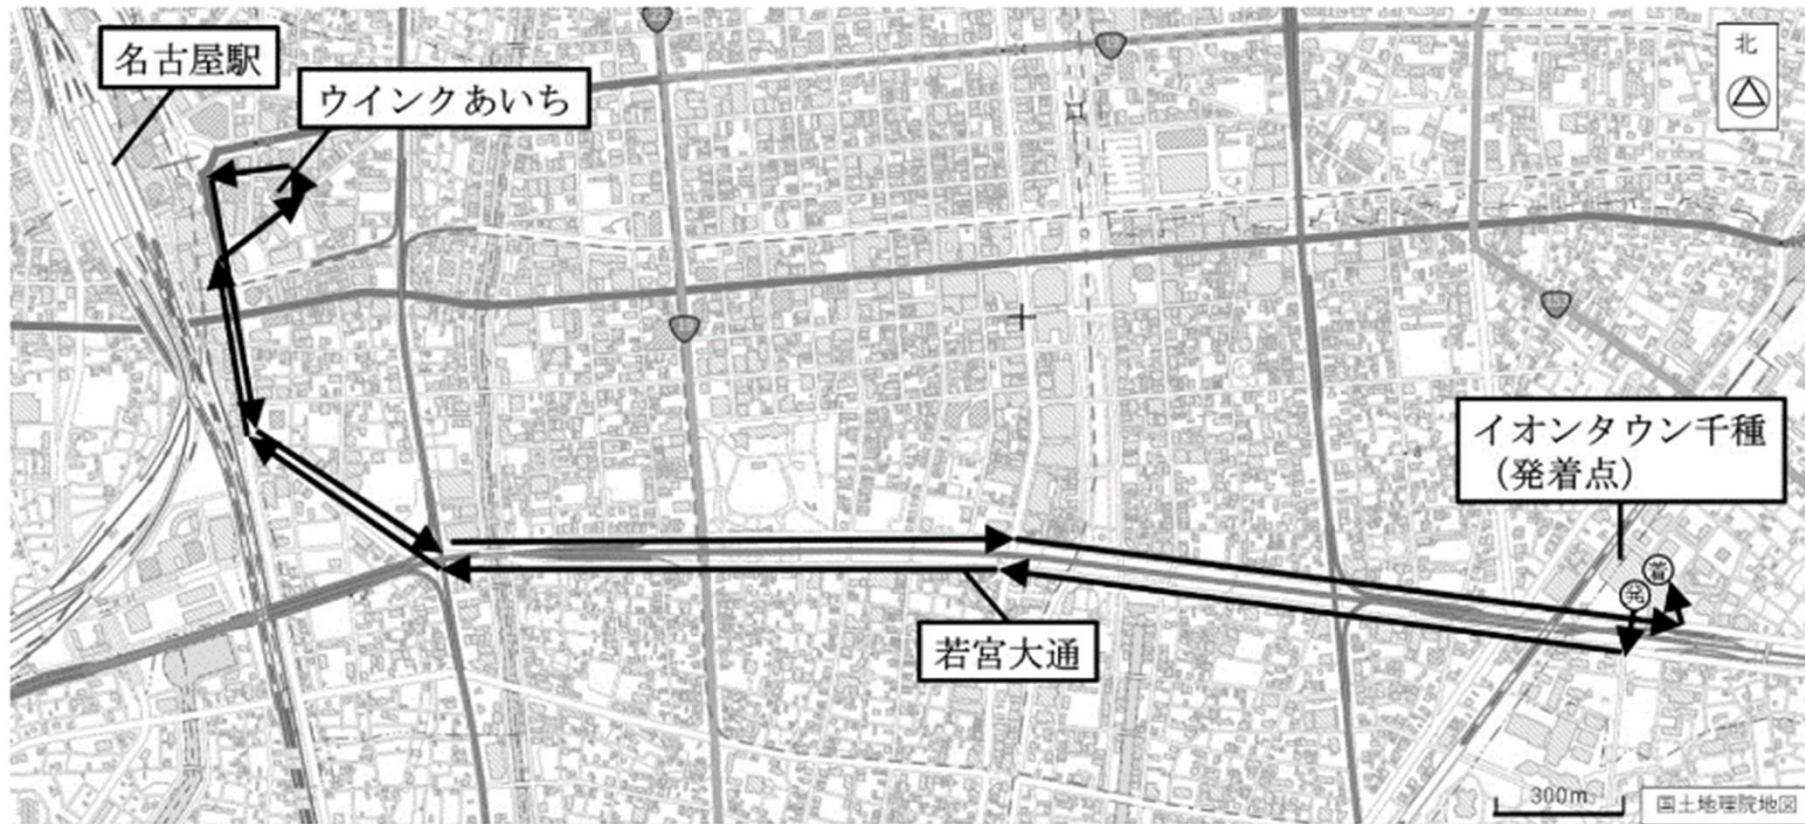 名古屋駅
ウインクあいち
北
イオンタウン千種
(発着点)
着
発
若宮大通
300m
国土地理院地図